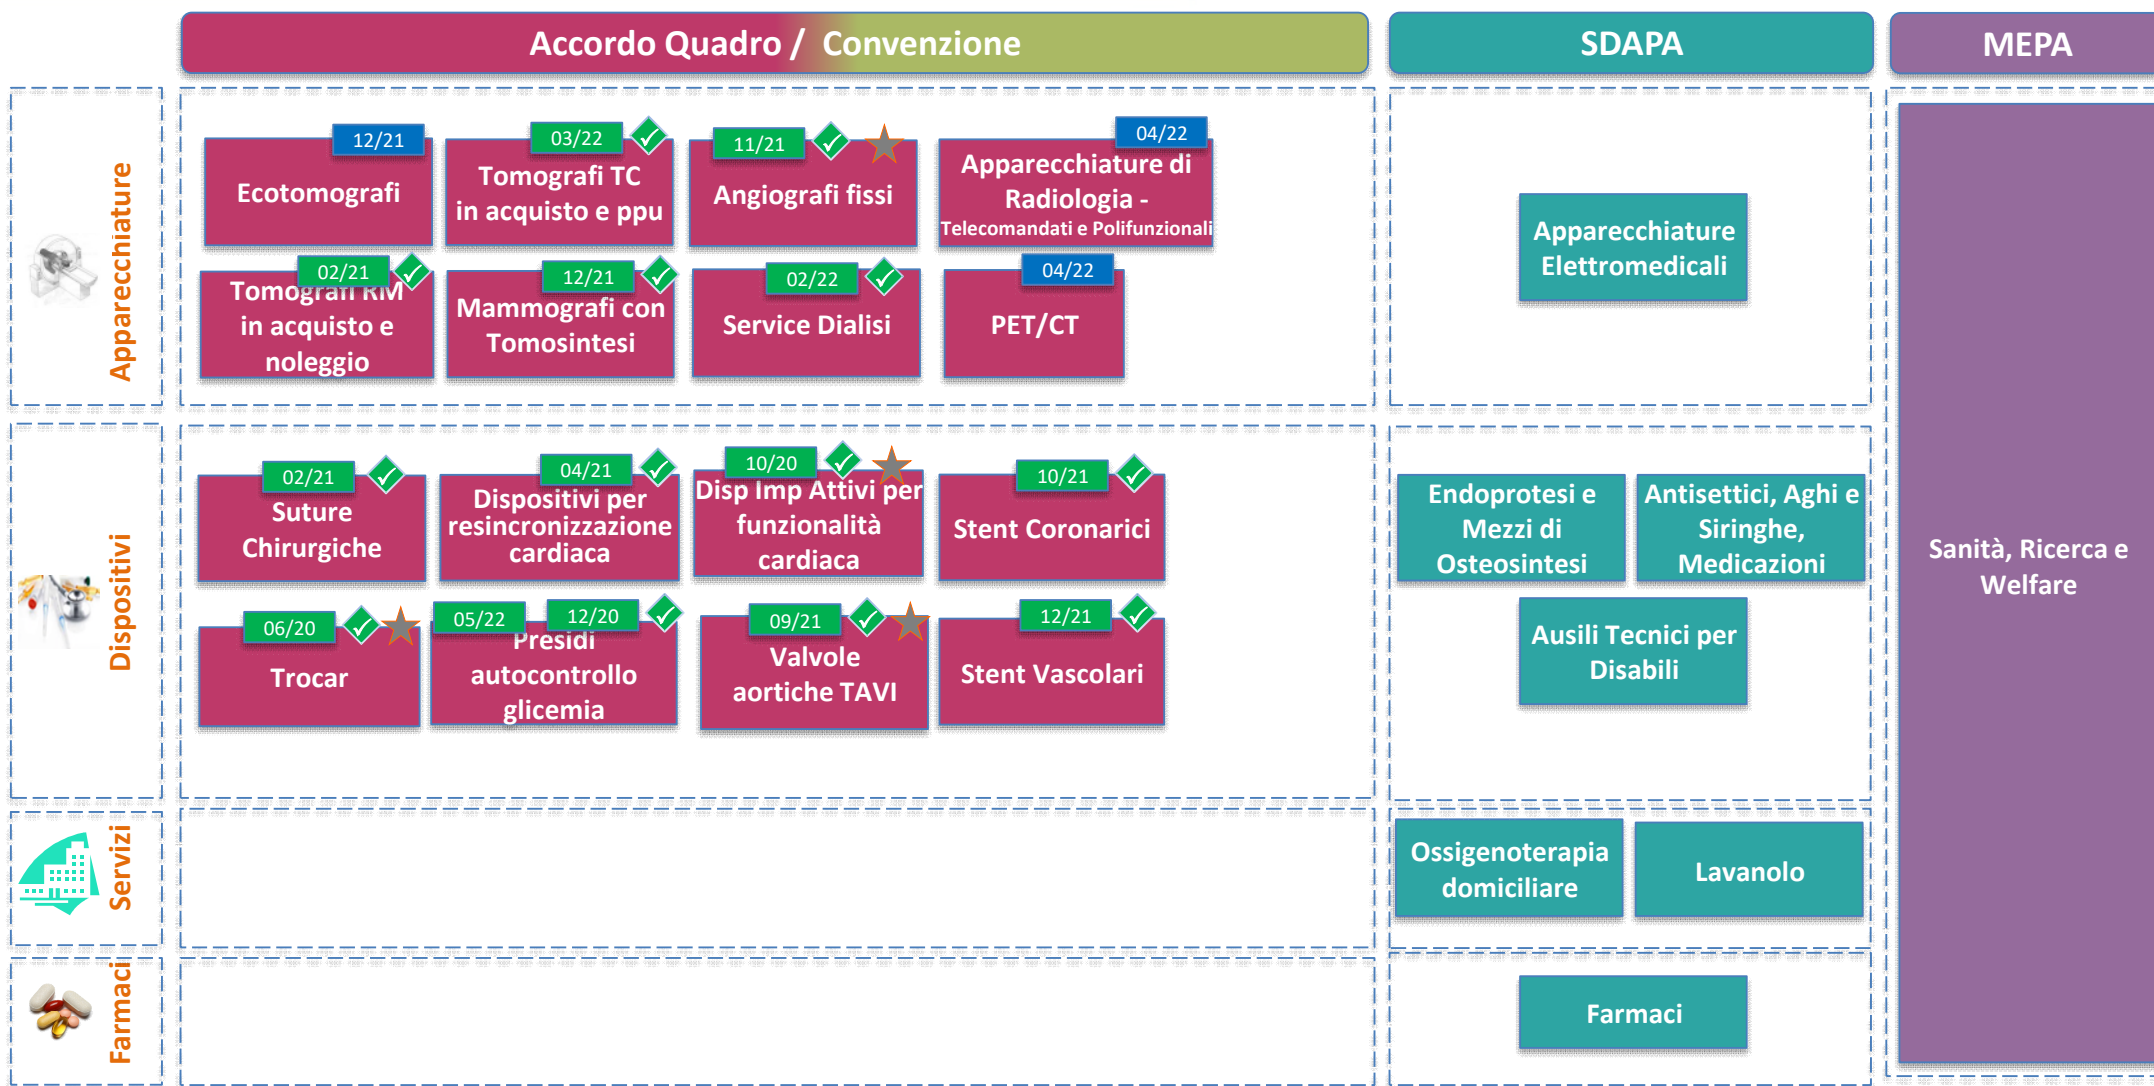 Accordo Quadro / Convenzione
SDAPA
MEPA
Apparecchiature
12/21
Ecotomografi
03/22
Tomografi TC
in acquisto e ppu
11/21
Angiografi fissi
04/22
Apparecchiature di
Radiologia -
Telecomandati e Polifunzionali
02/21
Tomografi RM
in acquisto e
noleggio
12/21
Mammografi con
Tomosintesi
02/22
Service Dialisi
04/22
PET/CT
Apparecchiature
Elettromedicali
Dispositivi
02/21
Suture
Chirurgiche
04/21
Dispositivi per
resincronizzazione
cardiaca
10/20
Disp Imp Attivi per
funzionalità
cardiaca
10/21
Stent Coronarici
06/20
Trocar
05/22
12/20
Presidi
autocontrollo
glicemia
09/21
Valvole
aortiche TAVI
12/21
Stent Vascolari
Endoprotesi e
Mezzi di
Osteosintesi
Antisettici, Aghi e
Siringhe,
Medicazioni
Ausili Tecnici per
Disabili
Sanità, Ricerca e
Welfare
Servizi
Ossigenoterapia
domiciliare
Lavanolo
Farmaci
Farmaci